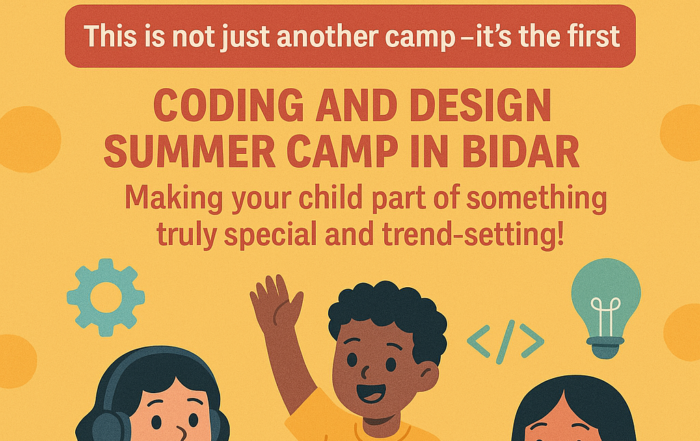 This is not just another camp – it's the first
CODING AND DESIGN
SUMMER CAMP IN BIDAR
Making your child part of something
truly special and trend-setting!
</>